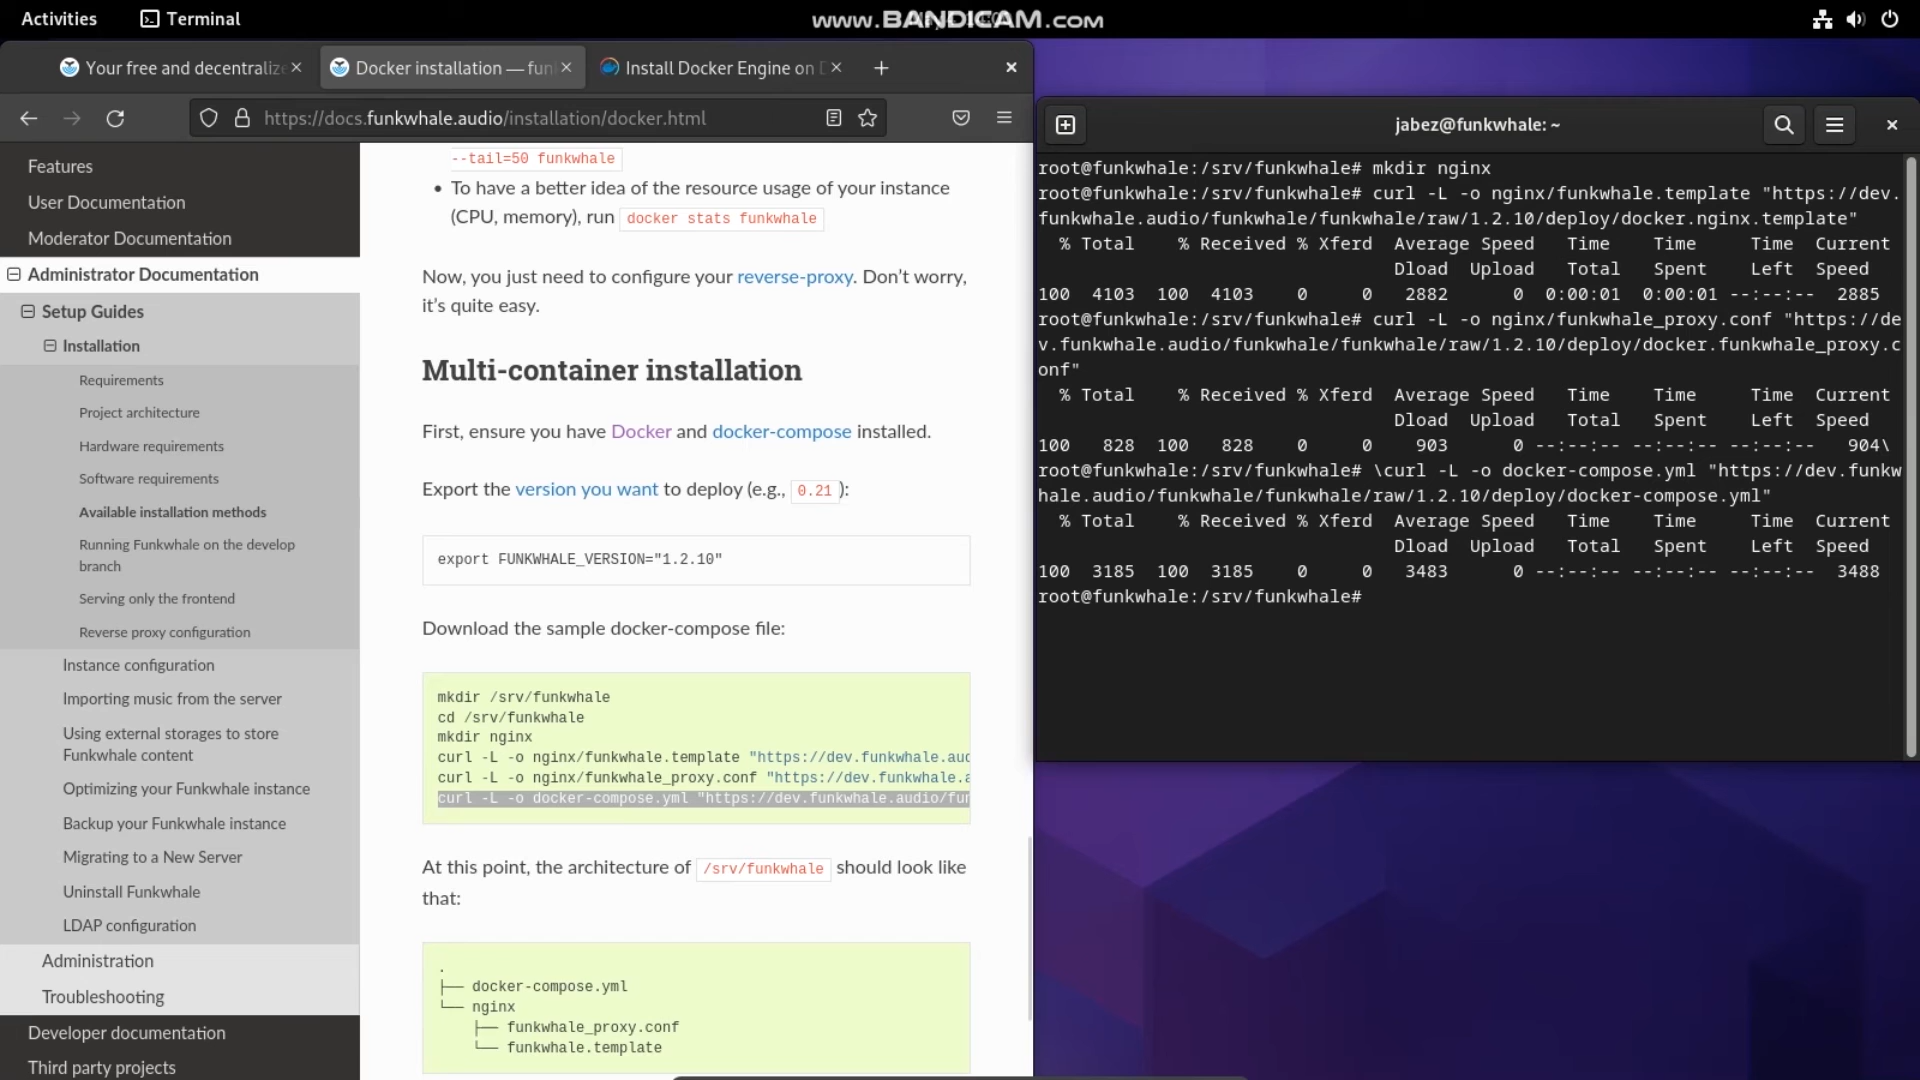 Activities
Terminal
www.BANDICAM.com
Your free and decentralize
Docker installation — fun
Install Docker Engine on D
https://docs.funkwhale.audio/installation/docker.html
Features
User Documentation
Moderator Documentation
Administrator Documentation
Setup Guides
Installation
Requirements
Project architecture
Hardware requirements
Software requirements
Available installation methods
Running Funkwhale on the develop
branch
Serving only the frontend
Reverse proxy configuration
Instance configuration
Importing music from the server
Using external storages to store
Funkwhale content
Optimizing your Funkwhale instance
Backup your Funkwhale instance
Migrating to a New Server
Uninstall Funkwhale
LDAP configuration
Administration
Troubleshooting
Developer documentation
Third party projects
--tail=50 funkwhale
• To have a better idea of the resource usage of your instance
(CPU, memory), run docker stats funkwhale
Now, you just need to configure your reverse-proxy. Don’t worry,
it’s quite easy.
Multi-container installation
First, ensure you have Docker and docker-compose installed.
Export the version you want to deploy (e.g., 0.21):
export FUNKWHALE_VERSION="1.2.10"
Download the sample docker-compose file:
mkdir /srv/funkwhale
cd /srv/funkwhale
mkdir nginx
curl -L -o nginx/funkwhale.template "https://dev.funkwhale.aud
curl -L -o nginx/funkwhale_proxy.conf "https://dev.funkwhale.a
curl -L -o docker-compose.yml "https://dev.funkwhale.audio/fun
At this point, the architecture of /srv/funkwhale should look like
that:
.
├── docker-compose.yml
└── nginx
    ├── funkwhale_proxy.conf
    └── funkwhale.template
jabez@funkwhale: ~
root@funkwhale:/srv/funkwhale# mkdir nginx
root@funkwhale:/srv/funkwhale# curl -L -o nginx/funkwhale.template "https://dev.
funkwhale.audio/funkwhale/funkwhale/raw/1.2.10/deploy/docker.nginx.template"
  % Total    % Received % Xferd  Average Speed   Time    Time     Time  Current
                                 Dload  Upload   Total   Spent    Left  Speed
100  4103  100  4103    0     0   2882      0  0:00:01  0:00:01 --:--:--  2885
root@funkwhale:/srv/funkwhale# curl -L -o nginx/funkwhale_proxy.conf "https://de
v.funkwhale.audio/funkwhale/funkwhale/raw/1.2.10/deploy/docker.funkwhale_proxy.c
onf"
  % Total    % Received % Xferd  Average Speed   Time    Time     Time  Current
                                 Dload  Upload   Total   Spent    Left  Speed
100   828  100   828    0     0    903      0 --:--:-- --:--:-- --:--:--   904\
root@funkwhale:/srv/funkwhale# \curl -L -o docker-compose.yml "https://dev.funkw
hale.audio/funkwhale/funkwhale/raw/1.2.10/deploy/docker-compose.yml"
  % Total    % Received % Xferd  Average Speed   Time    Time     Time  Current
                                 Dload  Upload   Total   Spent    Left  Speed
100  3185  100  3185    0     0   3483      0 --:--:-- --:--:-- --:--:--  3488
root@funkwhale:/srv/funkwhale#